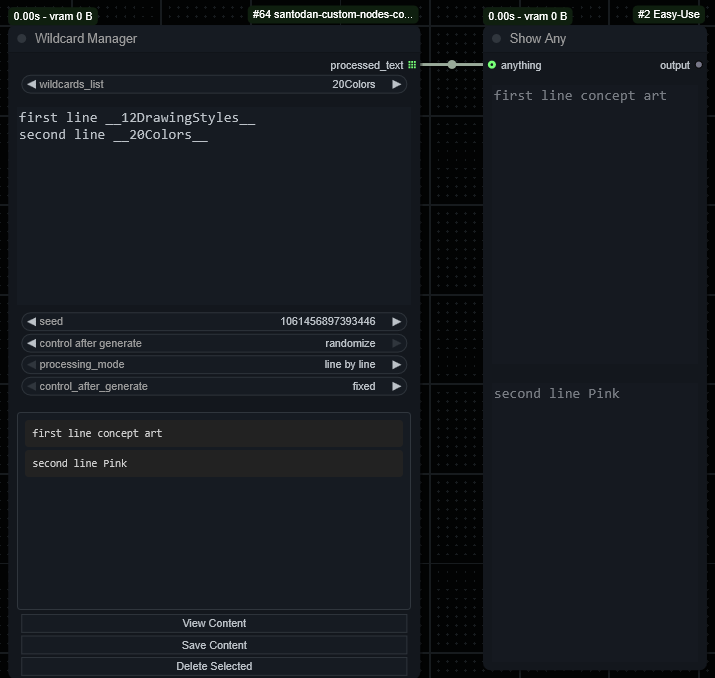 0.00s - vram 0 B
#64 santodan-custom-nodes-co...
Wildcard Manager
processed_text
wildcards_list 20Colors
first line __12DrawingStyles__
second line __20Colors__
seed 1061456897393446
control after generate randomize
processing_mode line by line
control_after_generate fixed
first line concept art
second line Pink
View Content
Save Content
Delete Selected
0.00s - vram 0 B
#2 Easy-Use
Show Any
anything output
first line concept art
second line Pink